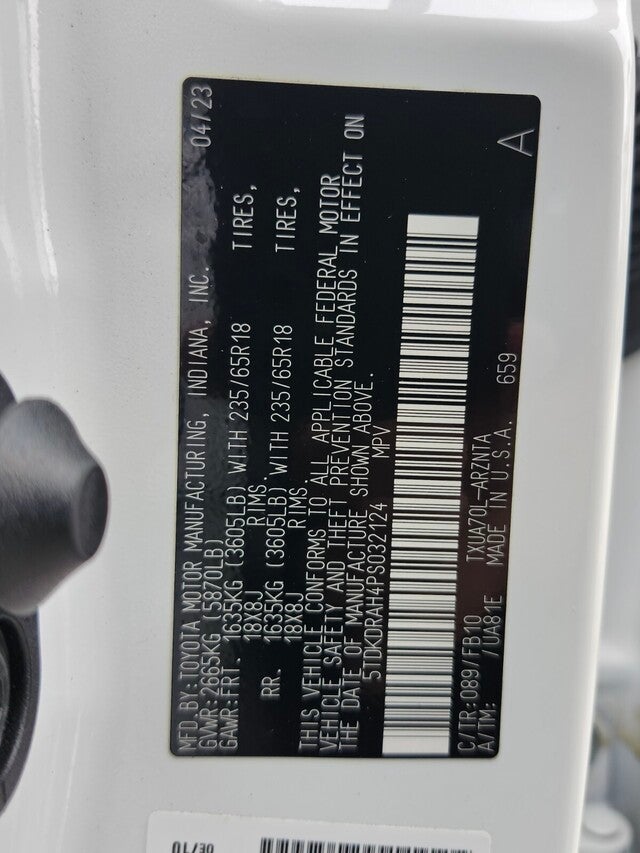 MFD.BY:TOYOTA MOTOR MANUFACTURING, INDIANA, INC. 04/23
GVWR:2665KG (5870LB)
GAWR:FRT. 1635KG (3605LB) WITH 235/65R18 TIRES,
18X8J RIMS.
RR. 1635KG (3605LB) WITH 235/65R18 TIRES,
18X8J RIMS.
THIS VEHICLE CONFORMS TO ALL APPLICABLE FEDERAL MOTOR
VEHICLE SAFETY AND THEFT PREVENTION STANDARDS IN EFFECT ON
THE DATE OF MANUFACTURE SHOWN ABOVE.
5TDKDRAH4PS032124 MPV
C/TR:089/FB10 TXUA70L-ARZNTA 659
A/TM: /UA81E MADE IN U.S.A. A